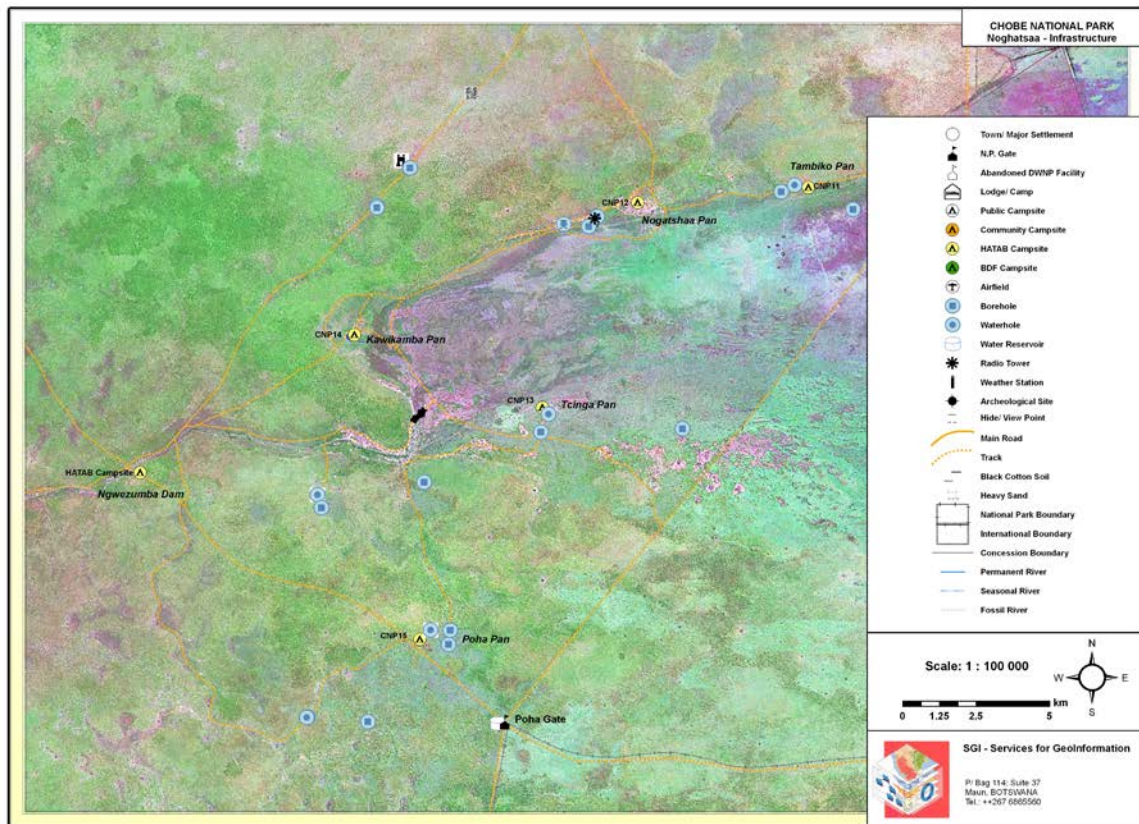 CHOBE NATIONAL PARK
Noghatsaa - Infrastructure
Tambiko Pan
CNP11
CNP12
Nogatshaa Pan
CNP14
Kawikamba Pan
CNP13
Tcinga Pan
HATAB Campsite
Ngwezumba Dam
CNP15
Poha Pan
Poha Gate
Town/ Major Settlement
N.P. Gate
Abandoned DWNP Facility
Lodge/ Camp
Public Campsite
Community Campsite
HATAB Campsite
BDF Campsite
Airfield
Borehole
Waterhole
Water Reservoir
Radio Tower
Weather Station
Archeological Site
Hide/ View Point
Main Road
Track
Black Cotton Soil
Heavy Sand
National Park Boundary
International Boundary
Concession Boundary
Permanent River
Seasonal River
Fossil River
Scale: 1 : 100 000
N
W E
S
km
0 1.25 2.5 5
SGI - Services for GeoInformation
P/ Bag 114; Suite 37
Maun, BOTSWANA
Tel.: ++267 6865560